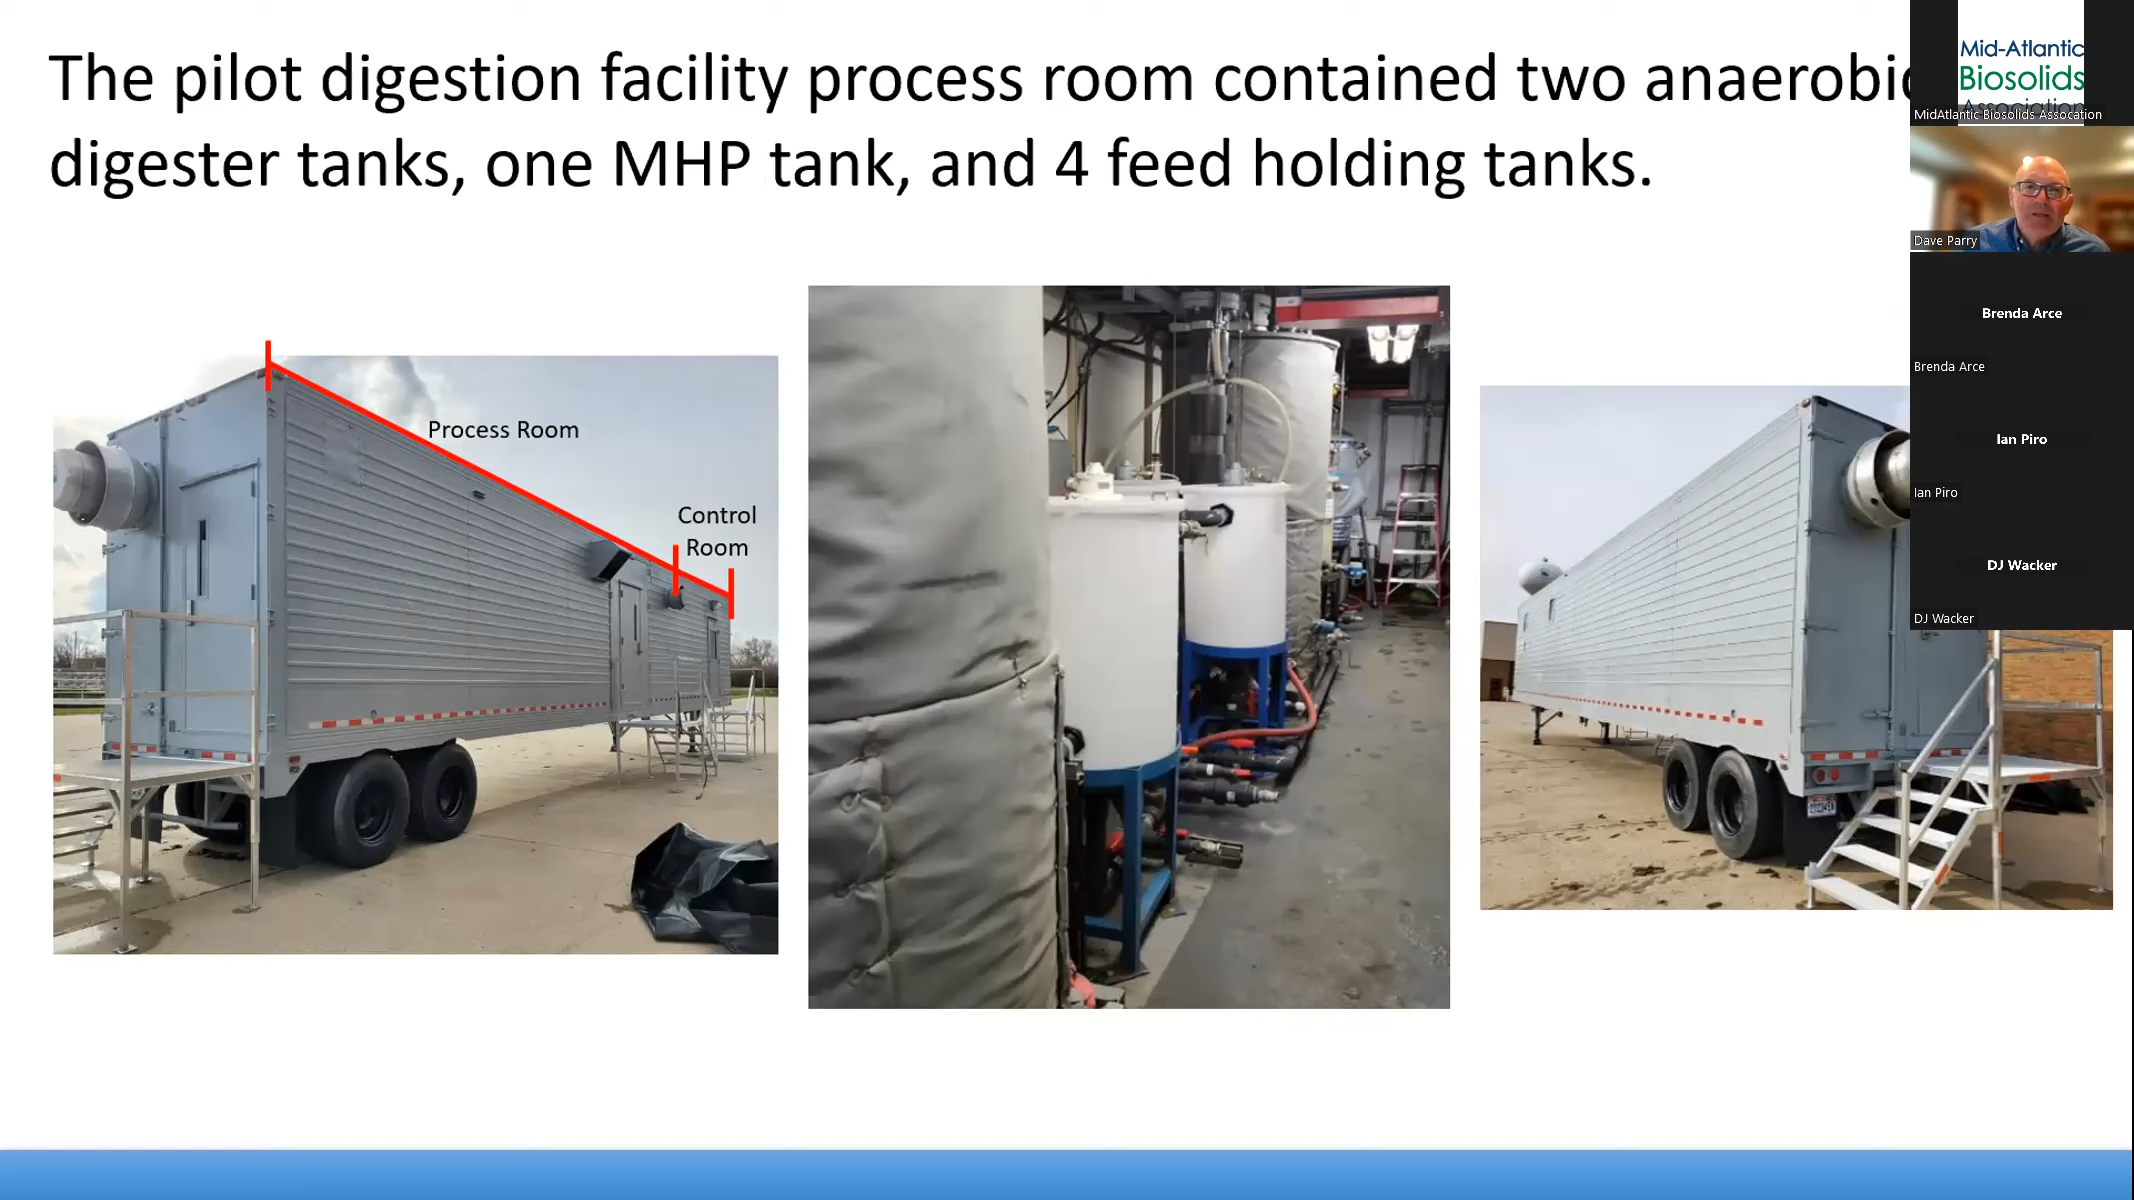 The pilot digestion facility process room contained two anaerobic
digester tanks, one MHP tank, and 4 feed holding tanks.
Process Room
Control
Room
Mid-Atlantic
Biosolids
Association
MidAtlantic Biosolids Assocation
Dave Parry
Brenda Arce
Brenda Arce
Ian Piro
Ian Piro
DJ Wacker
DJ Wacker